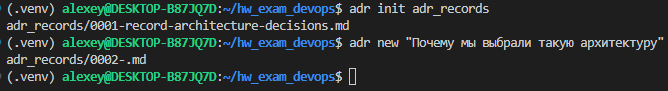 (.venv) alexey@DESKTOP-B87JQ7D:~/hw_exam_devops$ adr init adr_records
adr_records/0001-record-architecture-decisions.md
(.venv) alexey@DESKTOP-B87JQ7D:~/hw_exam_devops$ adr new "Почему мы выбрали такую архитектуру"
adr_records/0002-.md
(.venv) alexey@DESKTOP-B87JQ7D:~/hw_exam_devops$